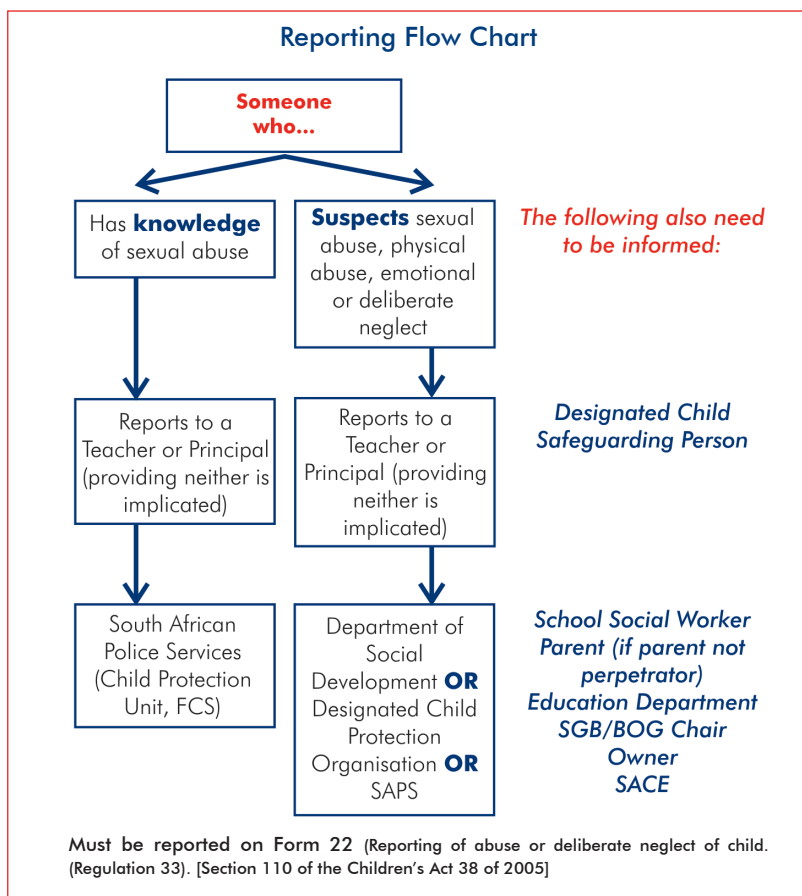 Reporting Flow Chart
Someone
who...
Has knowledge
of sexual abuse
Suspects sexual
abuse, physical
abuse, emotional
or deliberate
neglect
The following also need
to be informed:
Reports to a
Teacher or Principal
(providing neither is
implicated)
Reports to a
Teacher or
Principal (providing
neither is
implicated)
Designated Child
Safeguarding Person
South African
Police Services
(Child Protection
Unit, FCS)
Department of
Social
Development OR
Designated Child
Protection
Organisation OR
SAPS
School Social Worker
Parent (if parent not
perpetrator)
Education Department
SGB/BOG Chair
Owner
SACE
Must be reported on Form 22 (Reporting of abuse or deliberate neglect of child.
(Regulation 33). [Section 110 of the Children's Act 38 of 2005]